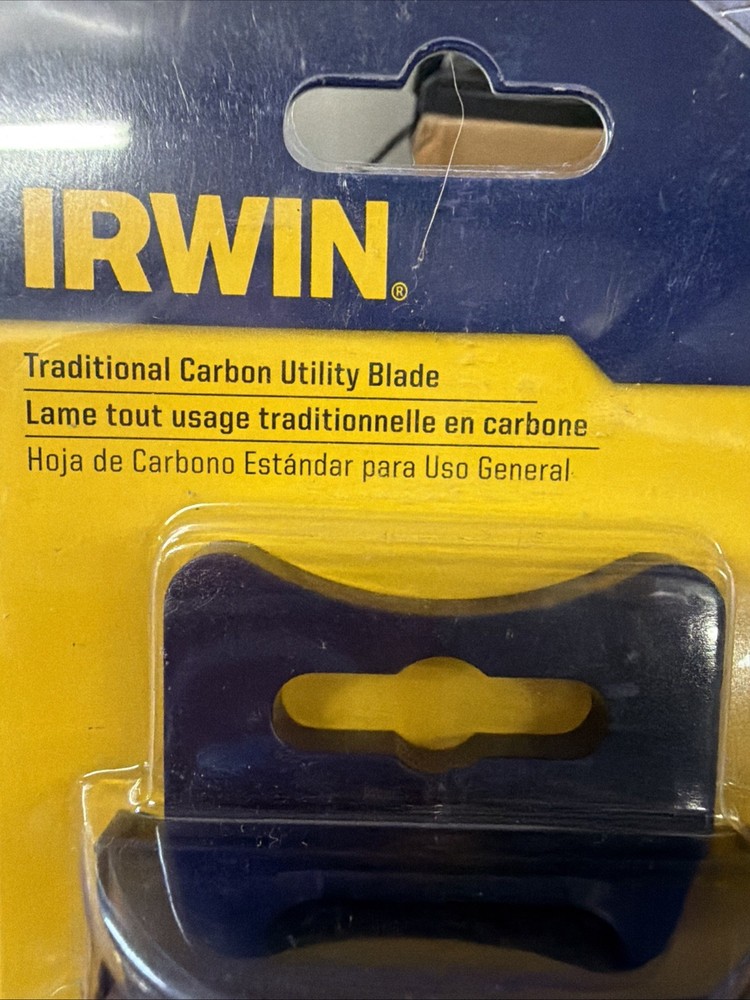 IRWIN®
Traditional Carbon Utility Blade
Lame tout usage traditionnelle en carbone
Hoja de Carbono Estándar para Uso General